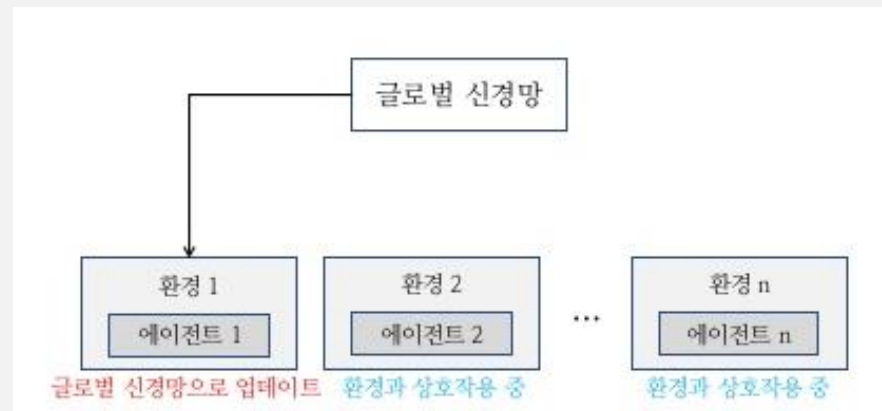 글로벌 신경망
환경 1
에이전트 1
글로벌 신경망으로 업데이트
환경 2
에이전트 2
환경과 상호작용 중
...
환경 n
에이전트 n
환경과 상호작용 중